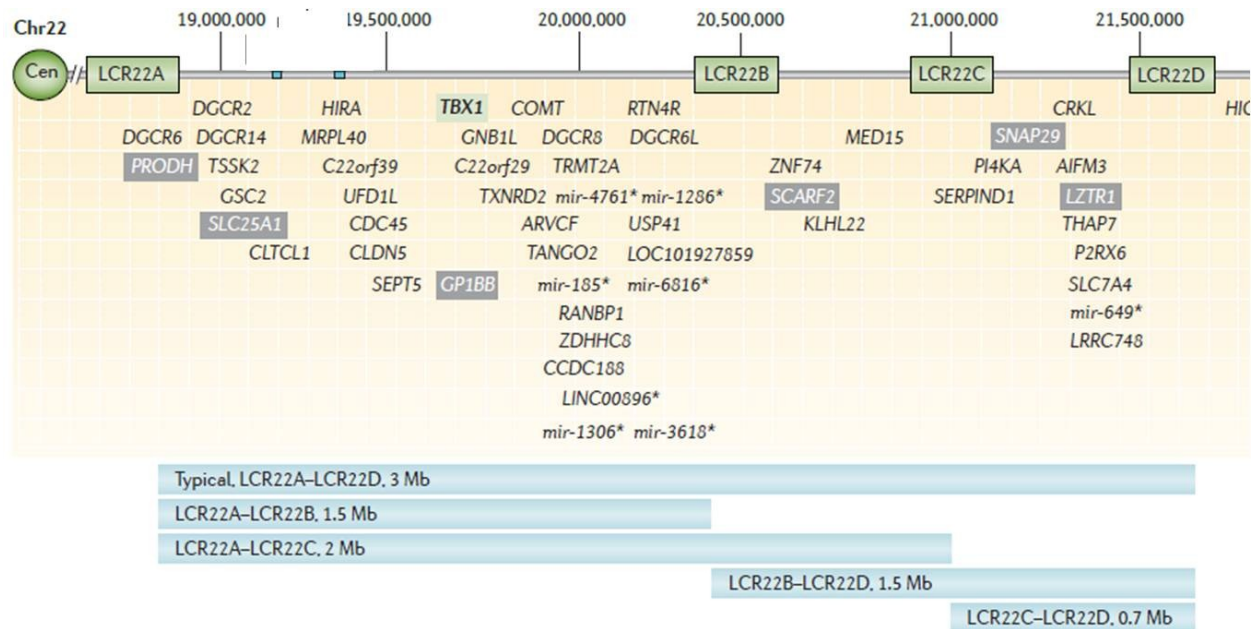 Chr22
19,000,000 19,500,000 20,000,000 20,500,000 21,000,000 21,500,000
Cen // LCR22A LCR22B LCR22C LCR22D
DGCR2 HIRA TBX1 COMT RTN4R CRKL HIC
DGCR6 DGCR14 MRPL40 GNB1L DGCR8 DGCR6L MED15 SNAP29
PRODH TSSK2 C22orf39 C22orf29 TRMT2A ZNF74 PI4KA AIFM3
GSC2 UFD1L TXNRD2 mir-4761* mir-1286* SCARF2 SERPIND1 LZTR1
SLC25A1 CDC45 ARVCF USP41 KLHL22 THAP7
CLTCL1 CLDN5 TANGO2 LOC101927859 P2RX6
SEPT5 GP1BB mir-185* mir-6816* SLC7A4
RANBP1 mir-649*
ZDHHC8 LRRC748
CCDC188
LINC00896*
mir-1306* mir-3618*
Typical, LCR22A–LCR22D, 3 Mb
LCR22A–LCR22B, 1.5 Mb
LCR22A–LCR22C, 2 Mb
LCR22B–LCR22D, 1.5 Mb
LCR22C–LCR22D, 0.7 Mb